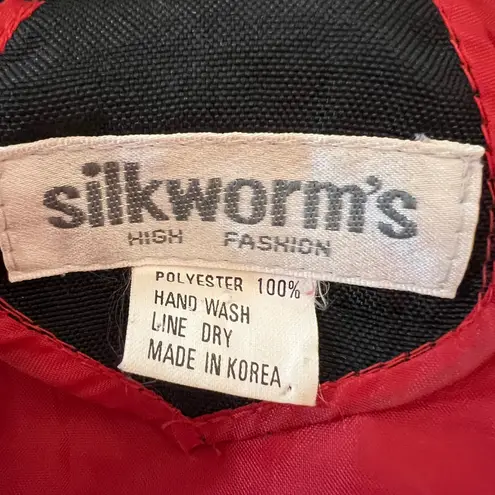 silkworm's
HIGH FASHION
POLYESTER 100%
HAND WASH
LINE DRY
MADE IN KOREA